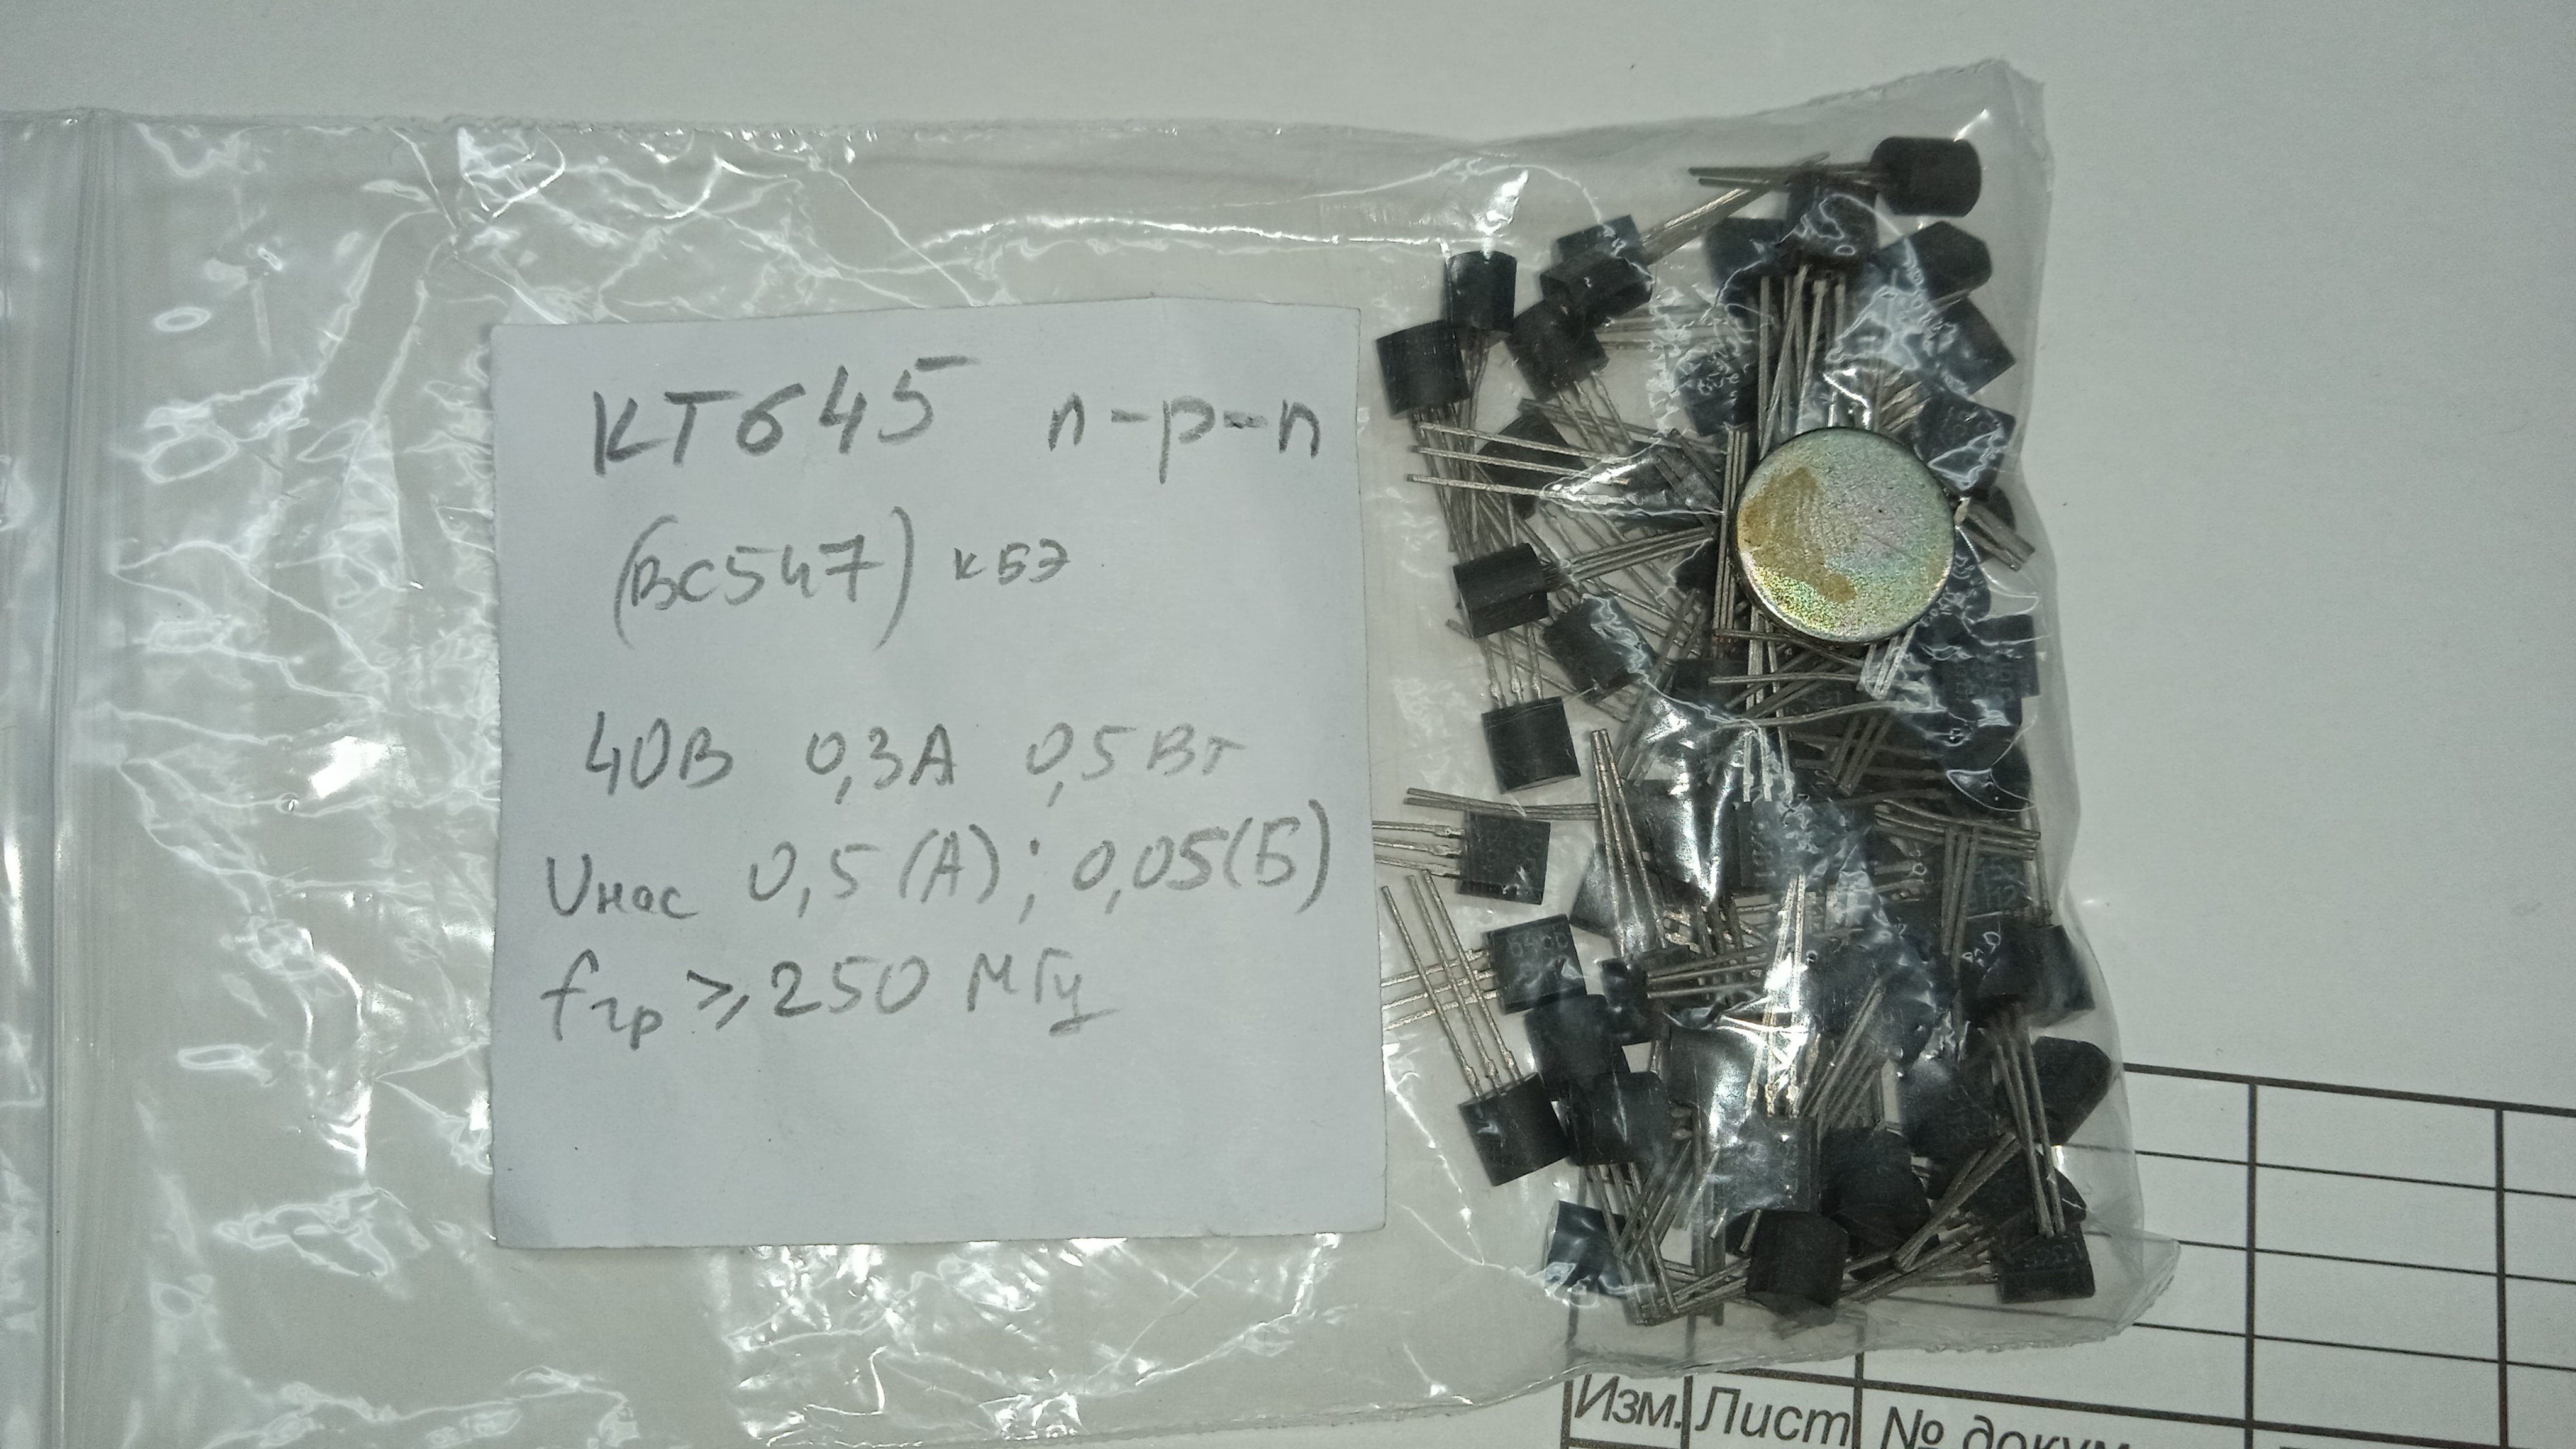 КТ645 n-p-n
(BC547) КБЭ
40В 0,3А 0,5Вт
Uнас 0,5(А); 0,05(Б)
fгр ⩾ 250 МГц
Изм. Лист № докум